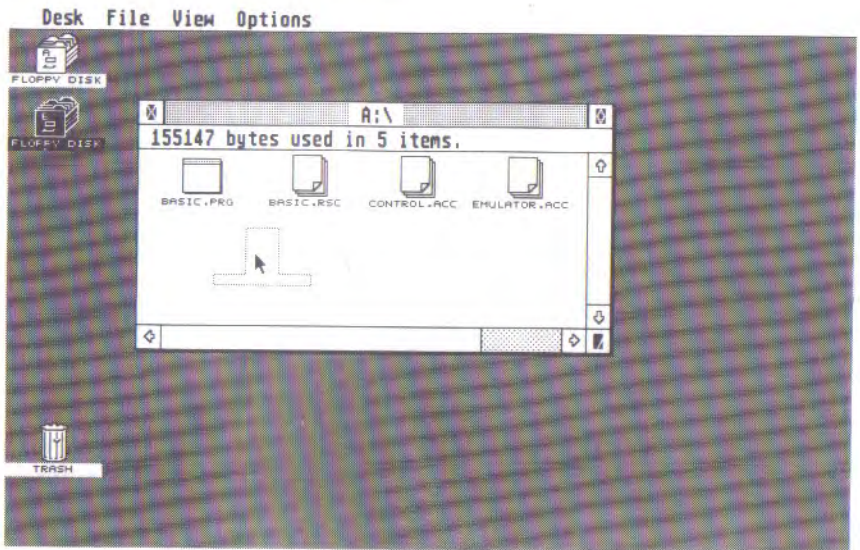 Desk File View Options
A
FLOPPY DISK
FLOPPY DISK
A:\
155147 bytes used in 5 items.
BASIC.PRG BASIC.RSC CONTROL.ACC EMULATOR.ACC
TRASH